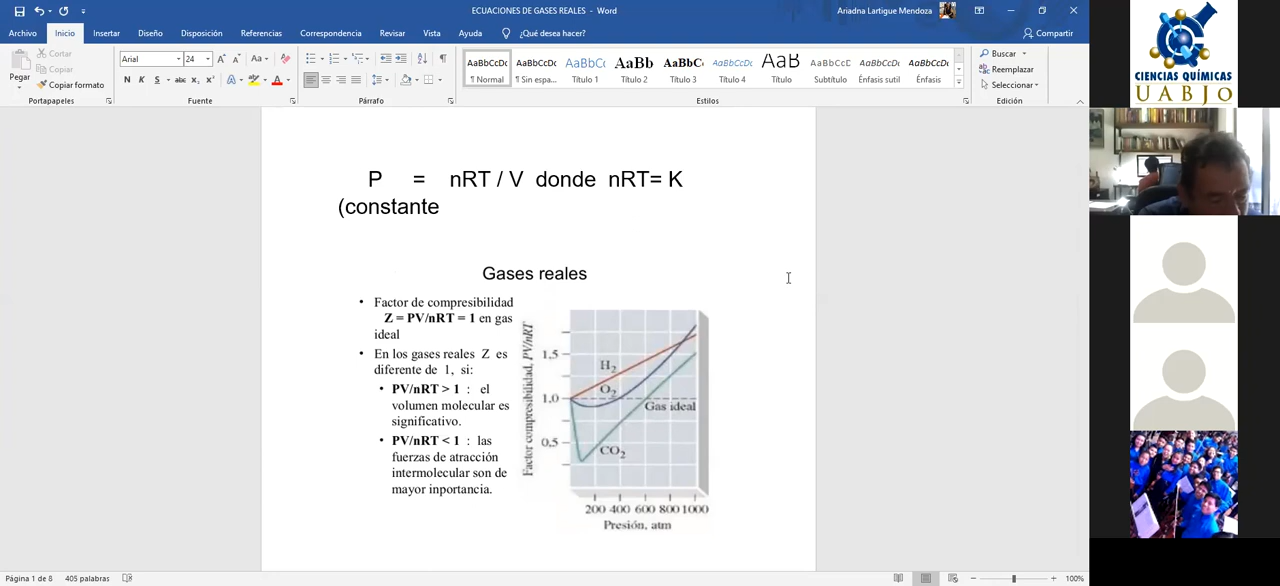 ECUACIONES DE GASES REALES - Word
Ariadna Lartigue Mendoza
Archivo Inicio Insertar Diseño Disposición Referencias Correspondencia Revisar Vista Ayuda ¿Qué desea hacer? Compartir
Pegar
Cortar
Copiar
Copiar formato
Portapapeles
Arial 24
N K S abc x₂ x²
Fuente
Párrafo
AaBbCcDc AaBbCcDc AaBbC AaBb AaBbC AaBbCcDc AaB AaBbCcD AaBbCcDc AaBbCcDc
¶ Normal ¶ Sin espa... Título 1 Título 2 Título 3 Título 4 Título Subtítulo Énfasis sutil Énfasis
Estilos
Buscar
Reemplazar
Seleccionar
Edición
P = nRT / V donde nRT= K
(constante
Gases reales
• Factor de compresibilidad
Z = PV/nRT = 1 en gas
ideal
• En los gases reales Z es
diferente de 1, si:
• PV/nRT > 1 : el
volumen molecular es
significativo.
• PV/nRT < 1 : las
fuerzas de atracción
intermolecular son de
mayor inportancia.
Factor compresibilidad, PV/nRT
1,5
1,0
0,5
H₂
O₂
Gas ideal
CO₂
200 400 600 800 1000
Presión, atm
Página 1 de 8 405 palabras
100%
CIENCIAS QUÍMICAS
UABJO